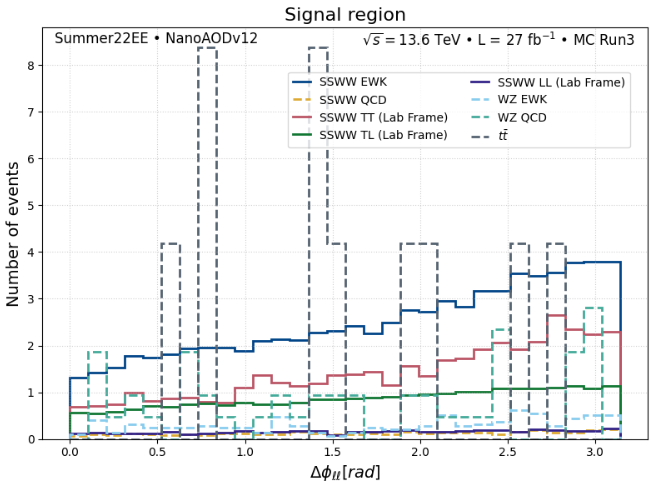 Signal region
Summer22EE • NanoAODv12
√s = 13.6 TeV • L = 27 fb⁻¹ • MC Run3
SSWW EWK
SSWW QCD
SSWW TT (Lab Frame)
SSWW TL (Lab Frame)
SSWW LL (Lab Frame)
WZ EWK
WZ QCD
tt̄
Number of events
8
7
6
5
4
3
2
1
0
0.0 0.5 1.0 1.5 2.0 2.5 3.0
Δϕℓℓ[rad]